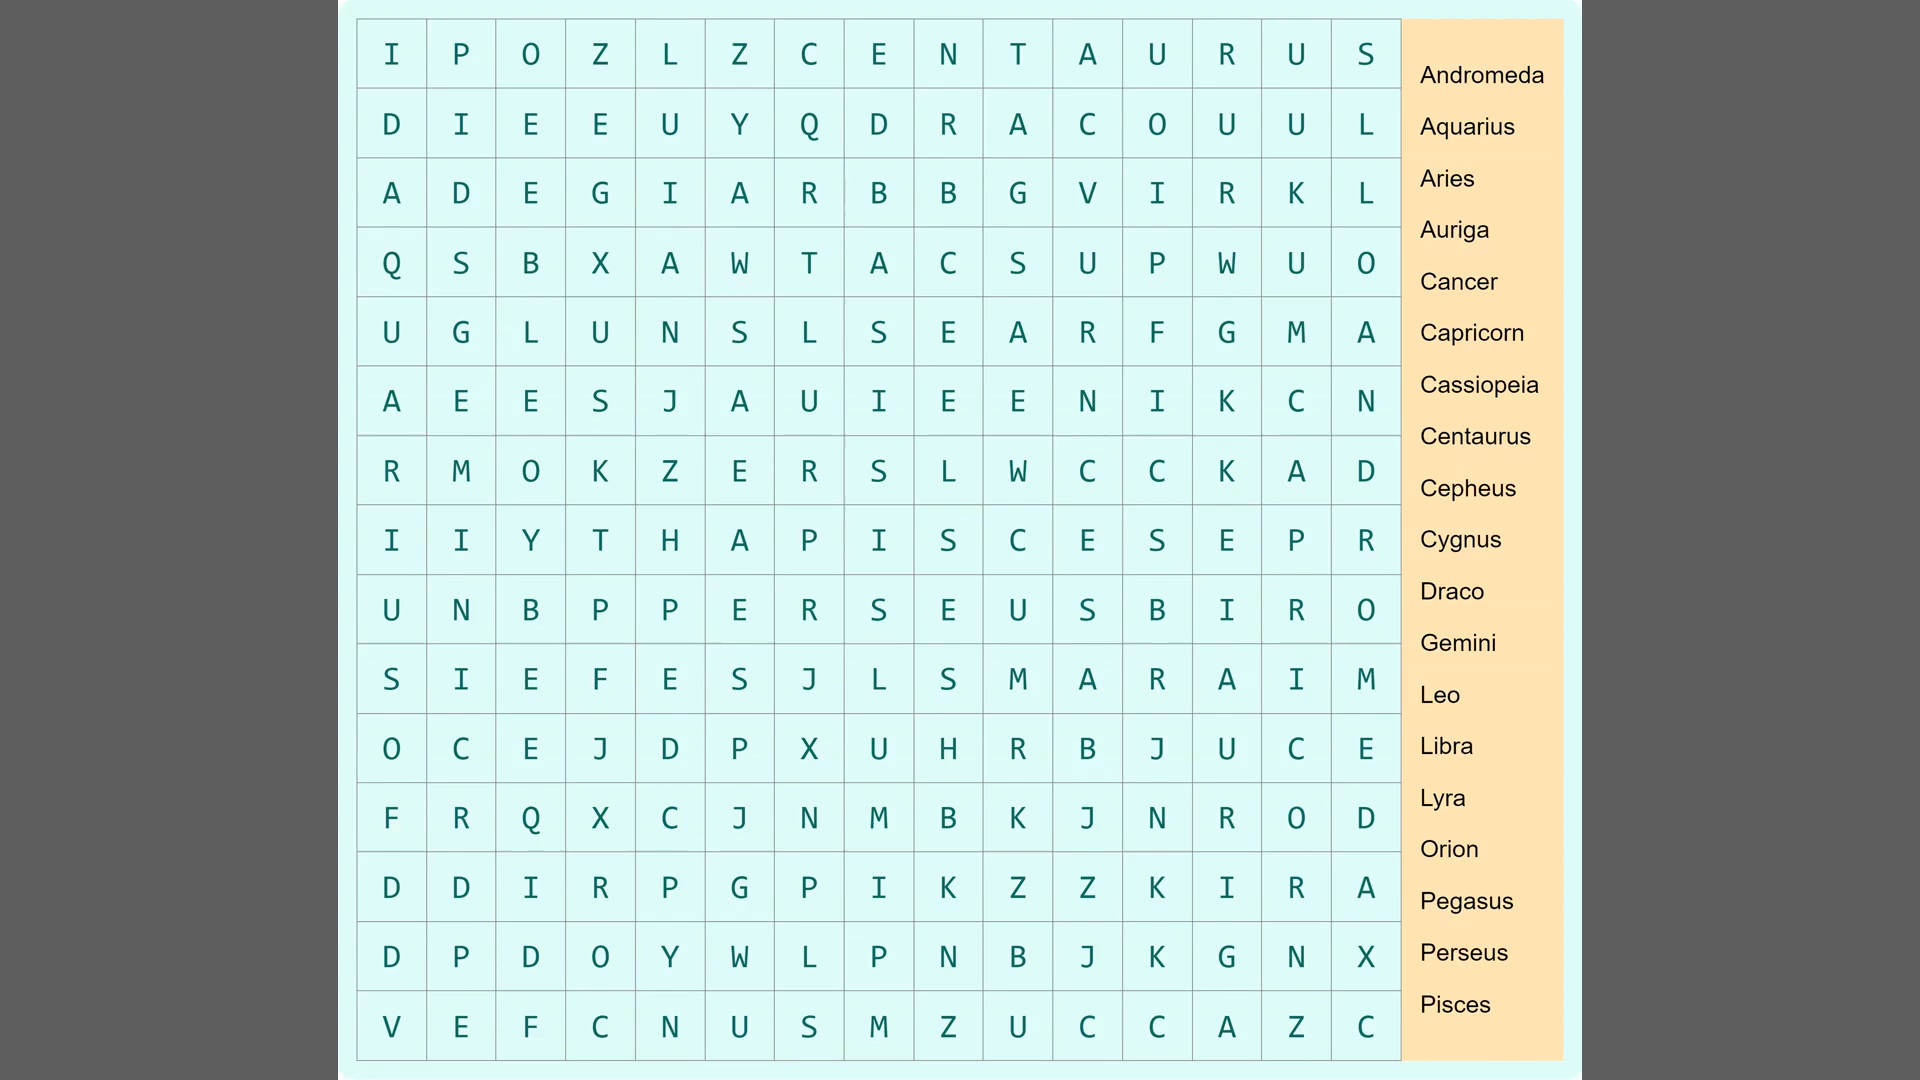 I P O Z L Z C E N T A U R U S
D I E E U Y Q D R A C O U U L
A D E G I A R B B G V I R K L
Q S B X A W T A C S U P W U O
U G L U N S L S E A R F G M A
A E E S J A U I E E N I K C N
R M O K Z E R S L W C C K A D
I I Y T H A P I S C E S E P R
U N B P P E R S E U S B I R O
S I E F E S J L S M A R A I M
O C E J D P X U H R B J U C E
F R Q X C J N M B K J N R O D
D D I R P G P I K Z Z K I R A
D P D O Y W L P N B J K G N X
V E F C N U S M Z U C C A Z C
Andromeda
Aquarius
Aries
Auriga
Cancer
Capricorn
Cassiopeia
Centaurus
Cepheus
Cygnus
Draco
Gemini
Leo
Libra
Lyra
Orion
Pegasus
Perseus
Pisces